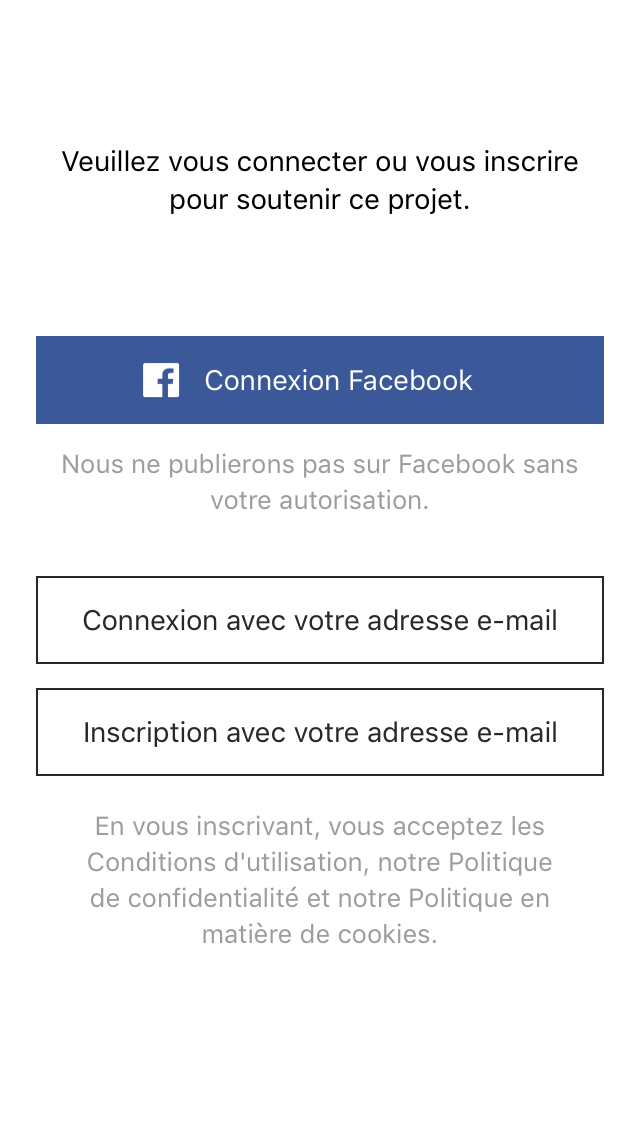 Veuillez vous connecter ou vous inscrire
pour soutenir ce projet.
Connexion Facebook
Nous ne publierons pas sur Facebook sans
votre autorisation.
Connexion avec votre adresse e-mail
Inscription avec votre adresse e-mail
En vous inscrivant, vous acceptez les
Conditions d'utilisation, notre Politique
de confidentialité et notre Politique en
matière de cookies.